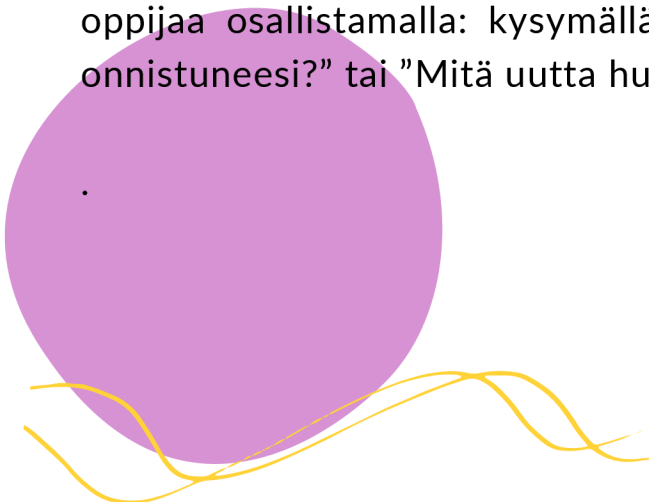 oppijaa osallistamalla: kysymällä
onnistuneesi?” tai ”Mitä uutta hu
.